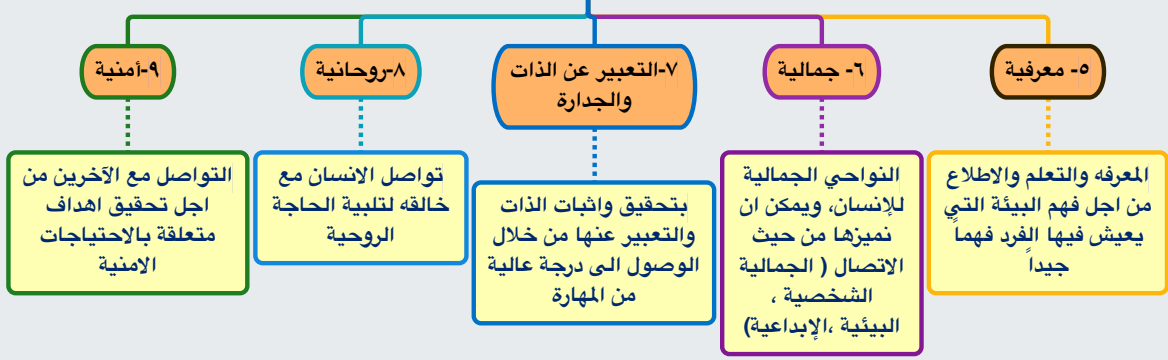 ٥- معرفية
المعرفه والتعلم والاطلاع
من اجل فهم البيئة التي
يعيش فيها الفرد فهماً
جيداً
٦- جمالية
النواحي الجمالية
للإنسان، ويمكن ان
نميزها من حيث
الاتصال ( الجمالية
الشخصية ،
البيئية ،الإبداعية)
٧-التعبير عن الذات
والجدارة
بتحقيق واثبات الذات
والتعبير عنها من خلال
الوصول الى درجة عالية
من المهارة
٨-روحانية
تواصل الانسان مع
خالقه لتلبية الحاجة
الروحية
٩-أمنية
التواصل مع الآخرين من
اجل تحقيق اهداف
متعلقة بالاحتياجات
الامنية